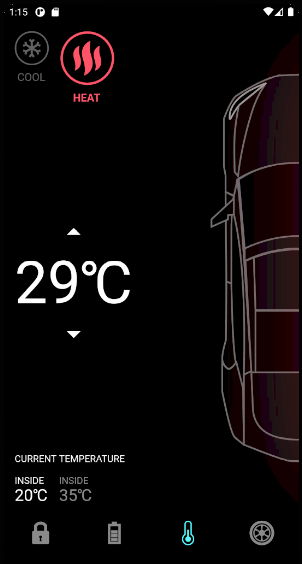 1:15
COOL
HEAT
29°C
CURRENT TEMPERATURE
INSIDE INSIDE
20°C 35°C